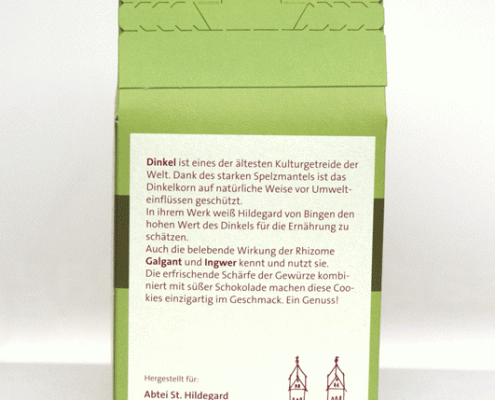 Dinkel ist eines der ältesten Kulturgetreide der
Welt. Dank des starken Spelzmantels ist das
Dinkelkorn auf natürliche Weise vor Umwelt-
einflüssen geschützt.
In ihrem Werk weiß Hildegard von Bingen den
hohen Wert des Dinkels für die Ernährung zu
schätzen.
Auch die belebende Wirkung der Rhizome
Galgant und Ingwer kennt und nutzt sie.
Die erfrischende Schärfe der Gewürze kombi-
niert mit süßer Schokolade machen diese Coo-
kies einzigartig im Geschmack. Ein Genuss!
Hergestellt für:
Abtei St. Hildegard